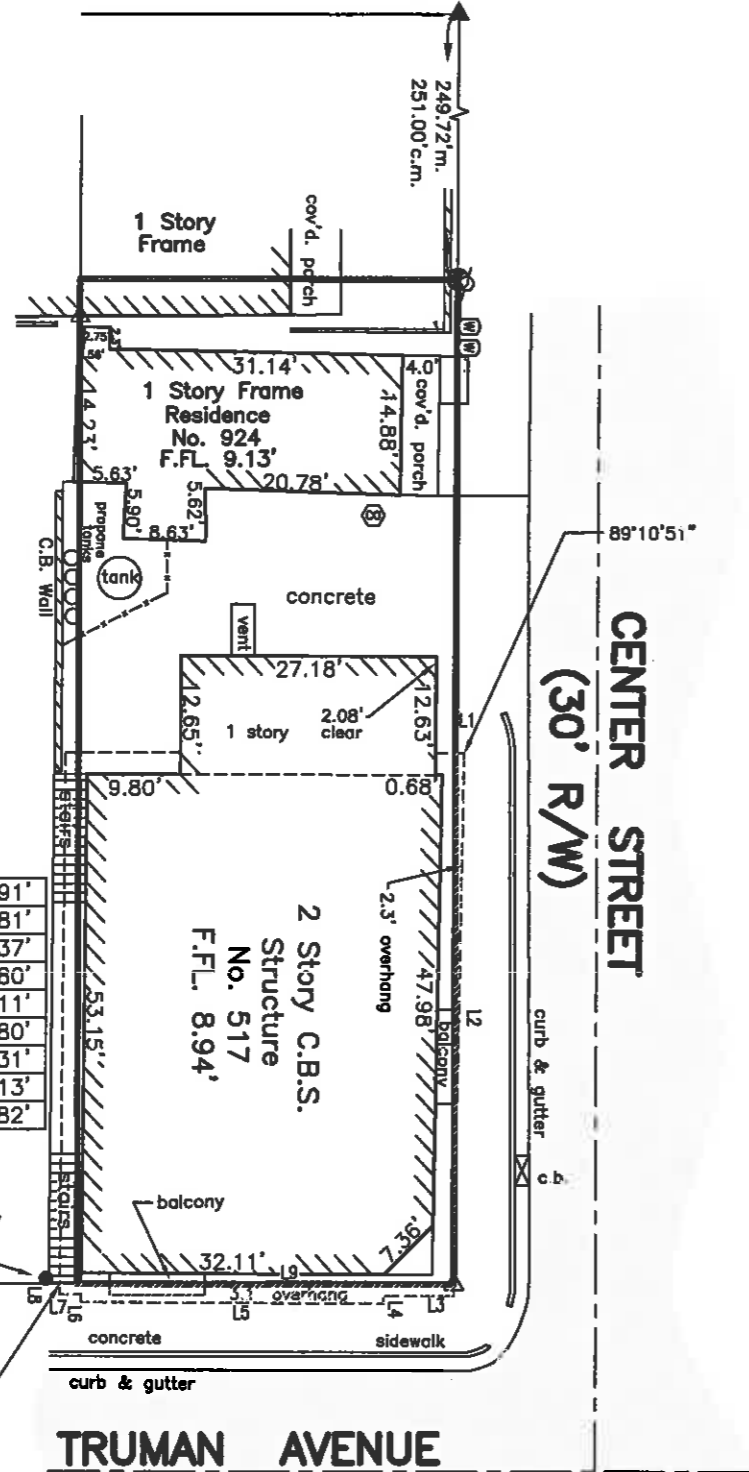 249.72'm.
251.00'c.m.
1 Story
Frame
cov'd. porch
W
W
2.75'
31.14'
4.0'
1 Story Frame
Residence
No. 924
F.FL. 9.13'
14.23'
14.88'
cov'd. porch
5.63'
5.90'
8.63'
5.62'
20.78'
propane
tanks
tank
C.B. Wall
concrete
vent
89°10'51"
CENTER STREET
(30' R/W)
27.18'
12.65'
1 story
2.08'
clear
12.63'
L1
9.80'
0.68'
stairs
2.3' overhang
47.98'
L2
balcony
2 Story C.B.S.
Structure
No. 517
F.FL. 8.94'
53.15'
curb & gutter
c.b.
91'
81'
37'
80'
11'
80'
31'
13'
82'
stairs
balcony
7.36'
32.11'
L9
overhang
L8
L7
L6
L5
L4
L3
concrete
sidewalk
curb & gutter
TRUMAN AVENUE